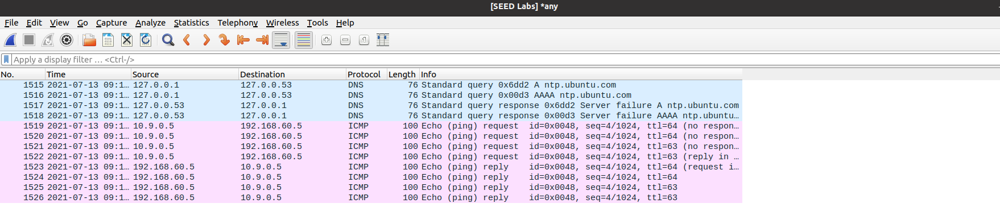 [SEED Labs] *any
File Edit View Go Capture Analyze Statistics Telephony Wireless Tools Help
Apply a display filter … <Ctrl-/>
No. Time Source Destination Protocol Length Info
1515 2021-07-13 09:1… 127.0.0.1 127.0.0.53 DNS 76 Standard query 0x6dd2 A ntp.ubuntu.com
1516 2021-07-13 09:1… 127.0.0.1 127.0.0.53 DNS 76 Standard query 0x00d3 AAAA ntp.ubuntu.com
1517 2021-07-13 09:1… 127.0.0.53 127.0.0.1 DNS 76 Standard query response 0x6dd2 Server failure A ntp.ubuntu.com
1518 2021-07-13 09:1… 127.0.0.53 127.0.0.1 DNS 76 Standard query response 0x00d3 Server failure AAAA ntp.ubuntu…
1519 2021-07-13 09:1… 10.9.0.5 192.168.60.5 ICMP 100 Echo (ping) request id=0x0048, seq=4/1024, ttl=64 (no respon…
1520 2021-07-13 09:1… 10.9.0.5 192.168.60.5 ICMP 100 Echo (ping) request id=0x0048, seq=4/1024, ttl=64 (no respon…
1521 2021-07-13 09:1… 10.9.0.5 192.168.60.5 ICMP 100 Echo (ping) request id=0x0048, seq=4/1024, ttl=63 (no respon…
1522 2021-07-13 09:1… 10.9.0.5 192.168.60.5 ICMP 100 Echo (ping) request id=0x0048, seq=4/1024, ttl=63 (reply in …
1523 2021-07-13 09:1… 192.168.60.5 10.9.0.5 ICMP 100 Echo (ping) reply id=0x0048, seq=4/1024, ttl=64 (request i…
1524 2021-07-13 09:1… 192.168.60.5 10.9.0.5 ICMP 100 Echo (ping) reply id=0x0048, seq=4/1024, ttl=64
1525 2021-07-13 09:1… 192.168.60.5 10.9.0.5 ICMP 100 Echo (ping) reply id=0x0048, seq=4/1024, ttl=63
1526 2021-07-13 09:1… 192.168.60.5 10.9.0.5 ICMP 100 Echo (ping) reply id=0x0048, seq=4/1024, ttl=63